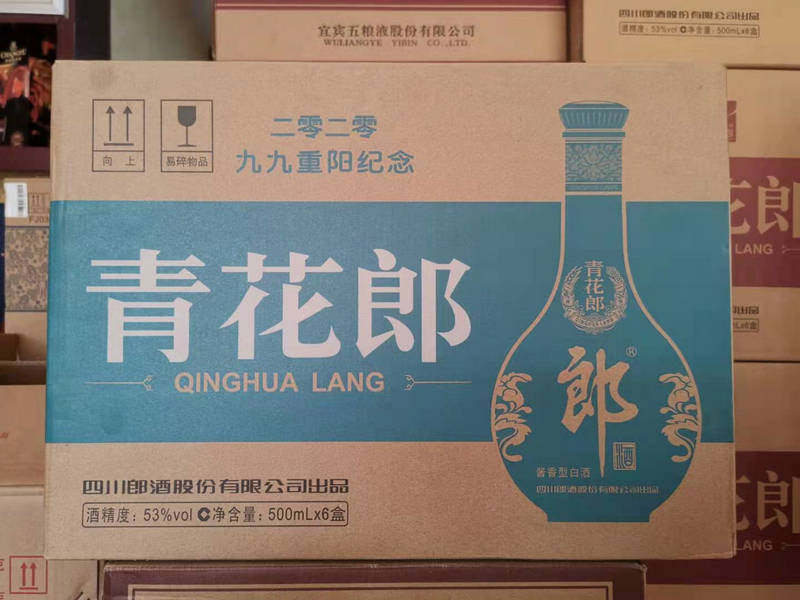 宜宾五粮液股份有限公司
WULIANGYE YIBIN CO.,LTD.
四川郎酒股份有限公司出品
酒精度：53%vol 净含量：500mLx6盒
向上
易碎物品
二零二零
九九重阳纪念
青花郎
QINGHUA LANG
青花郎
郎®
酒
酱香型白酒
四川郎酒股份有限公司出品
四川郎酒股份有限公司出品
酒精度：53%vol 净含量：500mLx6盒
花郎
LANG
mLx6盒
花郎
LANG